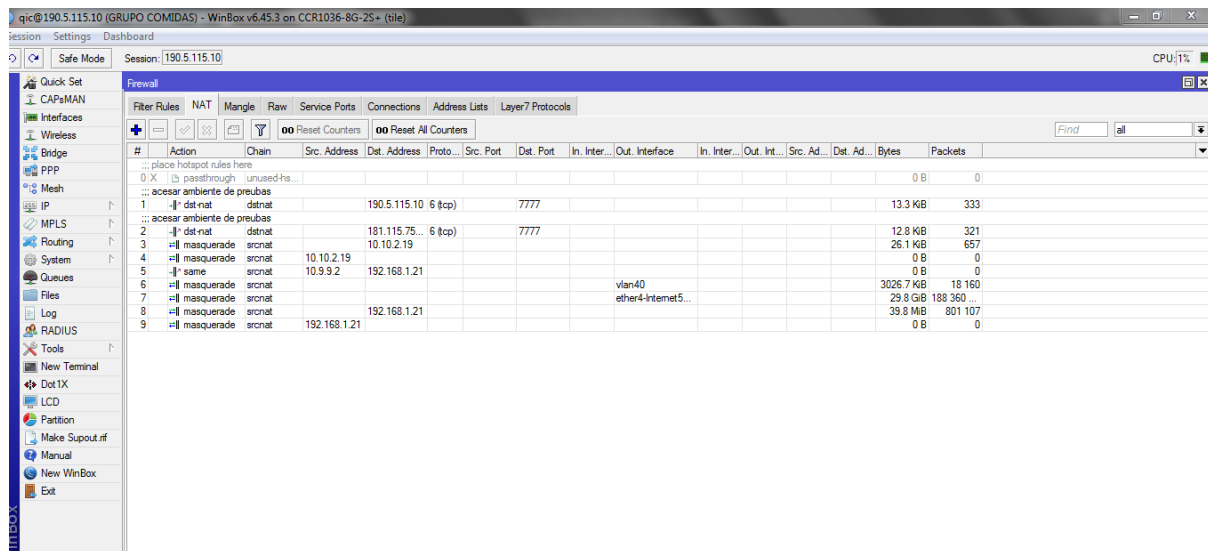 qic@190.5.115.10 (GRUPO COMIDAS) - WinBox v6.45.3 on CCR1036-8G-2S+ (tile)
Session Settings Dashboard
Safe Mode Session: 190.5.115.10 CPU: 1%
Quick Set
CAPsMAN
Interfaces
Wireless
Bridge
PPP
Mesh
IP
MPLS
Routing
System
Queues
Files
Log
RADIUS
Tools
New Terminal
Dot1X
LCD
Partition
Make Supout.rif
Manual
New WinBox
Exit
Firewall
Filter Rules NAT Mangle Raw Service Ports Connections Address Lists Layer7 Protocols
00 Reset Counters 00 Reset All Counters Find all
# Action Chain Src. Address Dst. Address Proto... Src. Port Dst. Port In. Inter... Out. Interface In. Inter... Out. Int... Src. Ad... Dst. Ad... Bytes Packets
;;; place hotspot rules here
0 X passthrough unused-hs... 0 B 0
;;; acesar ambiente de preubas
1 dst-nat dstnat 190.5.115.10 6 (tcp) 7777 13.3 KiB 333
;;; acesar ambiente de preubas
2 dst-nat dstnat 181.115.75... 6 (tcp) 7777 12.8 KiB 321
3 masquerade srcnat 10.10.2.19 26.1 KiB 657
4 masquerade srcnat 10.10.2.19 0 B 0
5 same srcnat 10.9.9.2 192.168.1.21 0 B 0
6 masquerade srcnat vlan40 3026.7 KiB 18 160
7 masquerade srcnat ether4-Internet5... 29.8 GiB 188 360 ...
8 masquerade srcnat 192.168.1.21 39.8 MiB 801 107
9 masquerade srcnat 192.168.1.21 0 B 0